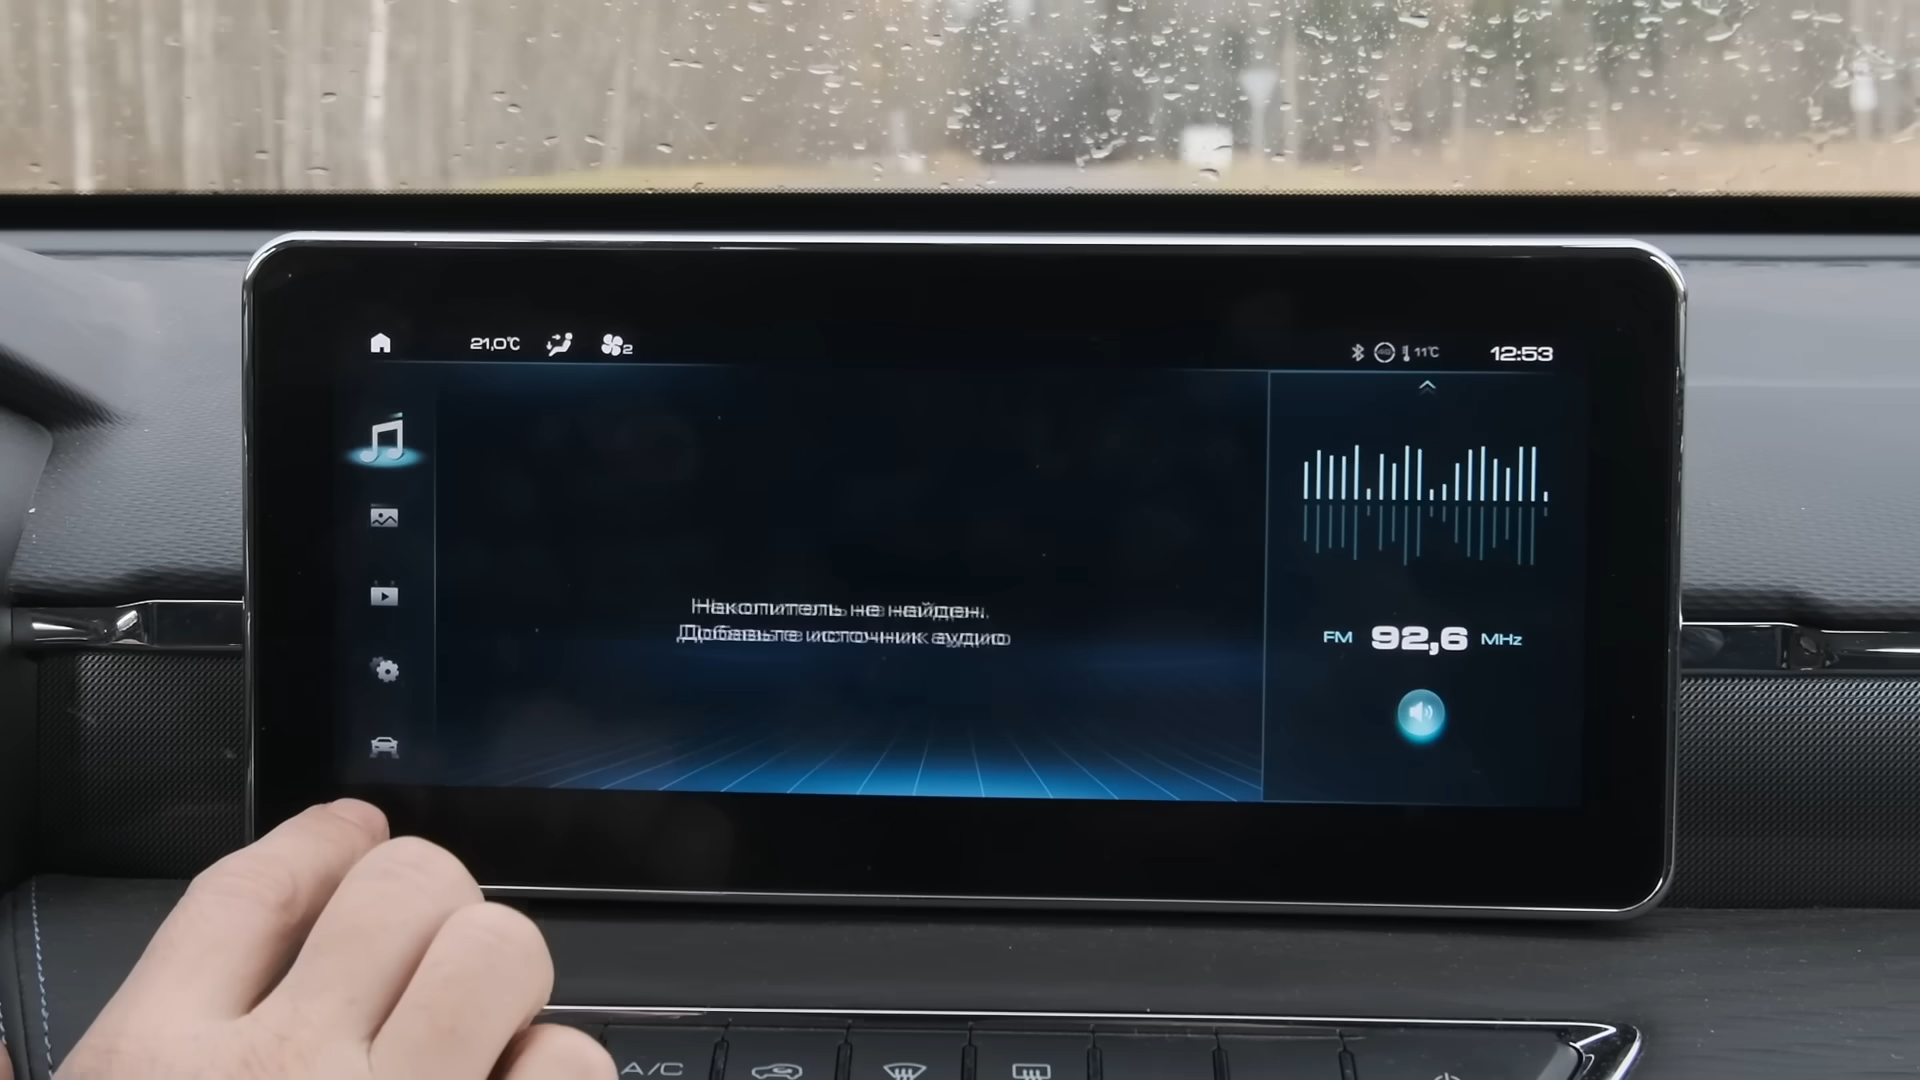 21,0°C
2
11°C
12:53
Накопитель не найден.
Добавьте источник аудио
FM 92,6 MHz
A/C